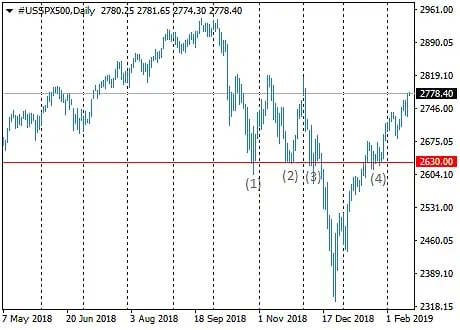 #USSPX500,Daily 2780.25 2781.65 2774.30 2778.40
2961.00
2890.05
2819.10
2778.40
2746.00
2675.05
2630.00
2604.10
2531.00
2460.05
2389.10
2318.15
(1)
(2)
(3)
(4)
7 May 2018
20 Jun 2018
3 Aug 2018
18 Sep 2018
1 Nov 2018
17 Dec 2018
1 Feb 2019